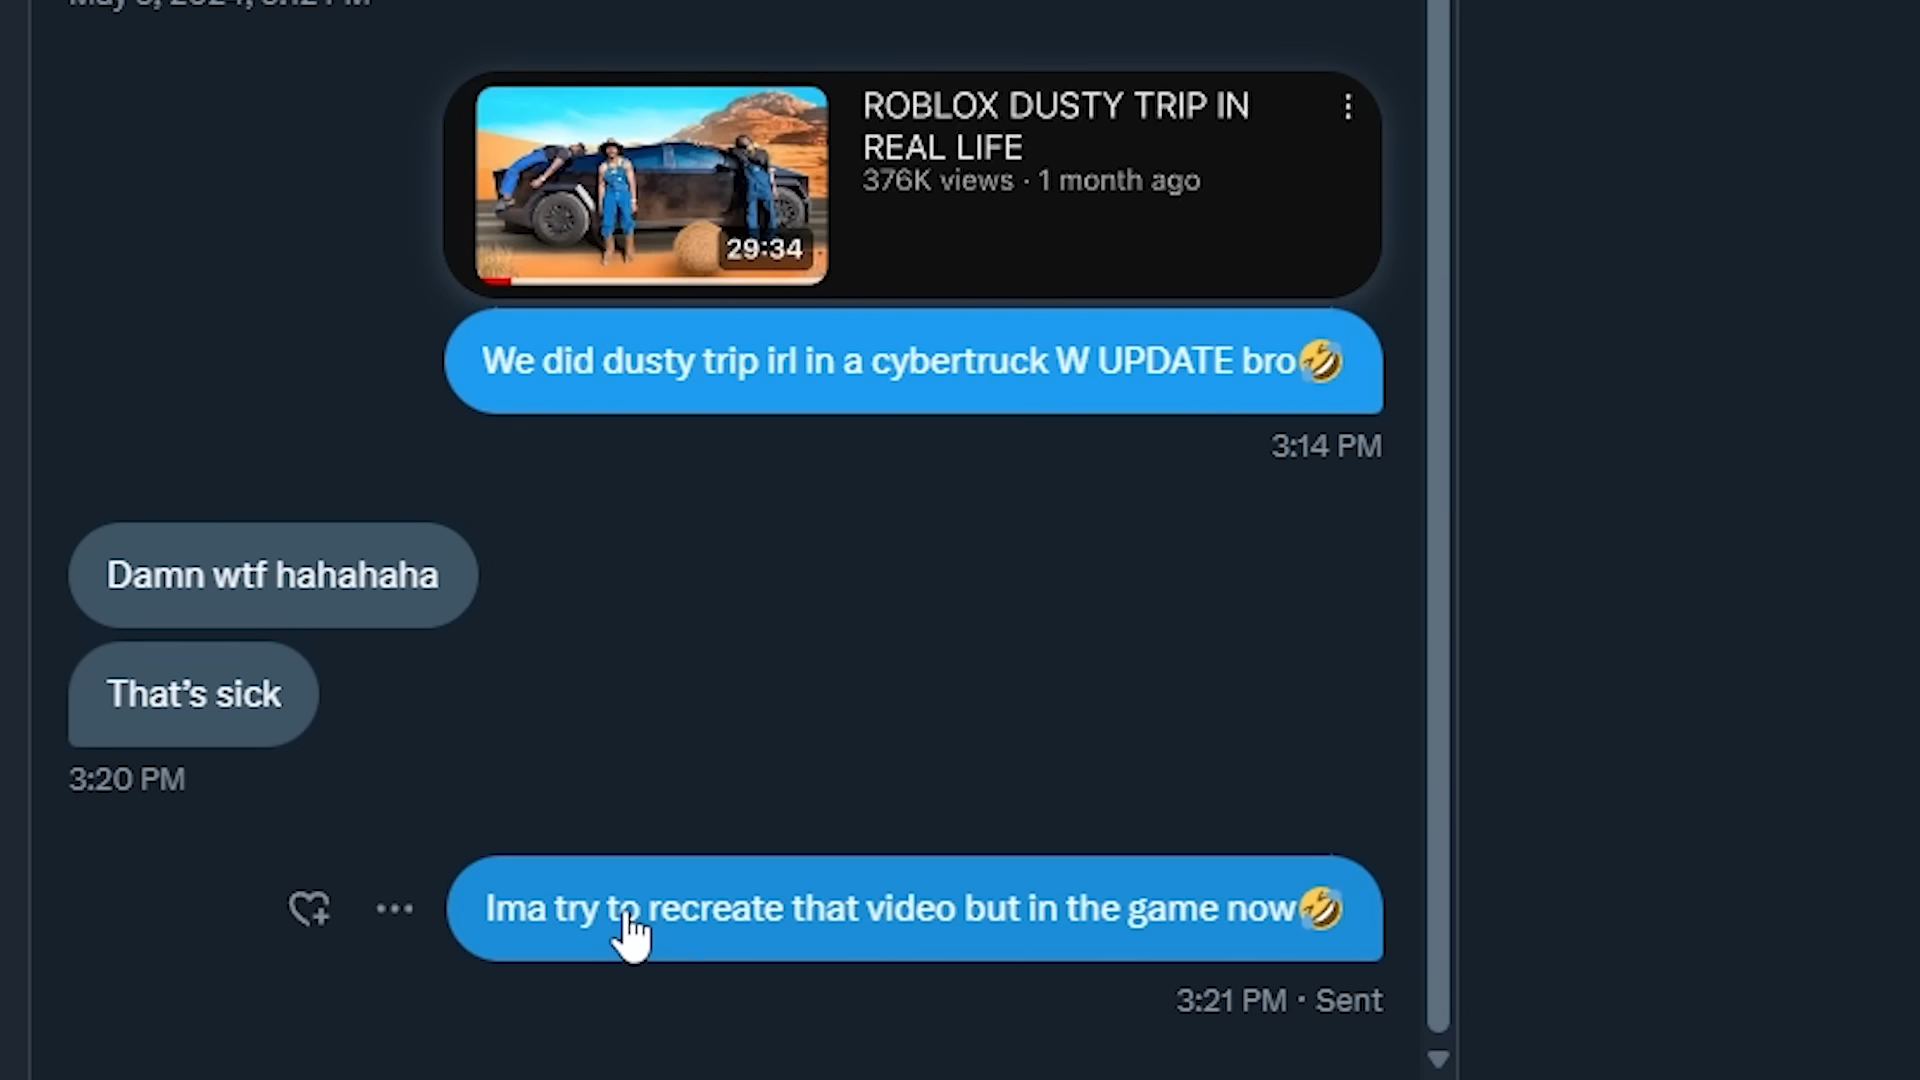 ROBLOX DUSTY TRIP IN
REAL LIFE
376K views · 1 month ago
29:34
We did dusty trip irl in a cybertruck W UPDATE bro🤣
3:14 PM
Damn wtf hahahaha
That's sick
3:20 PM
Ima try to recreate that video but in the game now🤣
3:21 PM · Sent